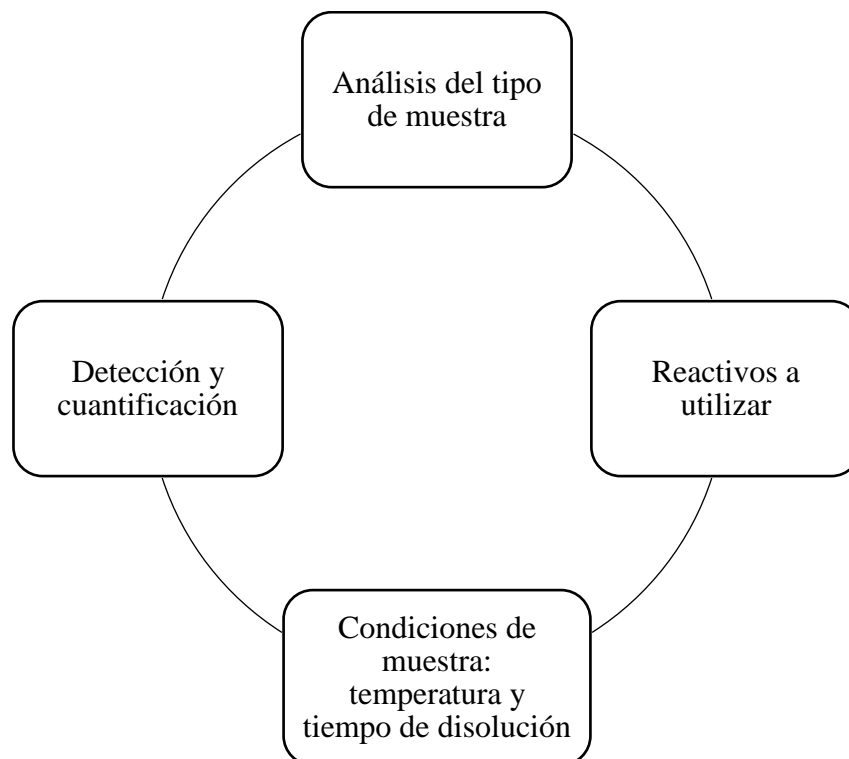 Análisis del tipo
de muestra
Detección y
cuantificación
Reactivos a
utilizar
Condiciones de
muestra:
temperatura y
tiempo de disolución